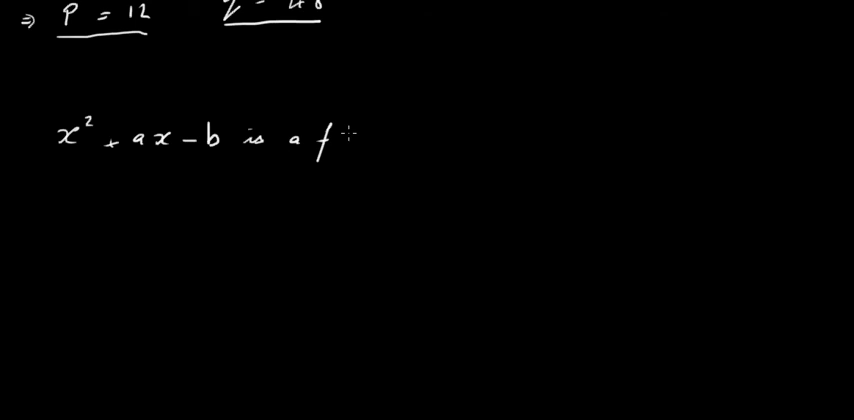 ⇒ p = 12
x² + ax - b is a f